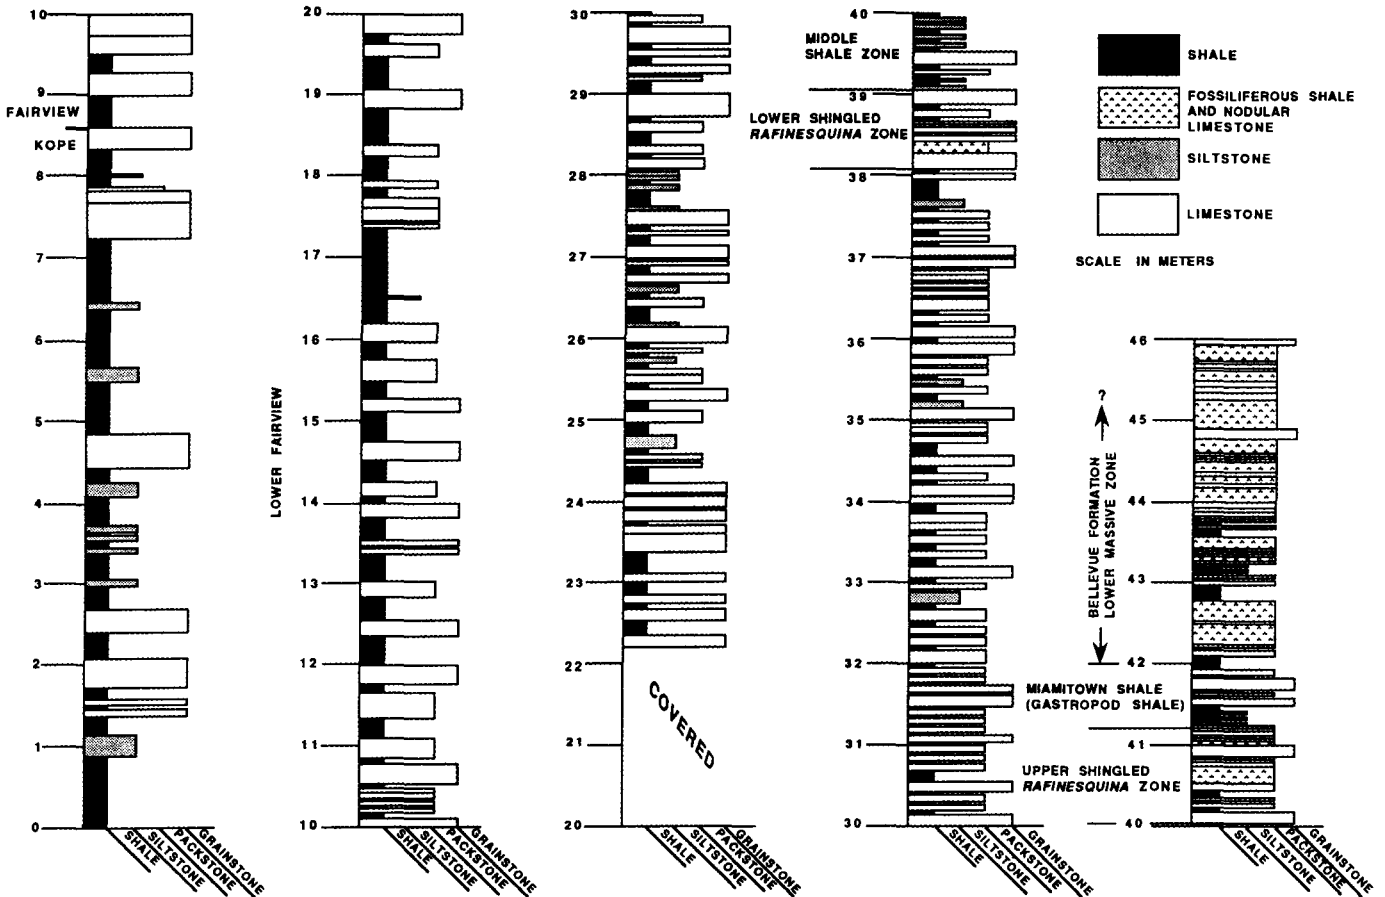 10
9
FAIRVIEW
KOPE
8
7
6
5
4
3
2
1
0
SHALE
SILTSTONE
PACKSTONE
GRAINSTONE
LOWER FAIRVIEW
20
19
18
17
16
15
14
13
12
11
10
SHALE
SILTSTONE
PACKSTONE
GRAINSTONE
30
29
28
27
26
25
24
23
22
21
20
COVERED
SHALE
SILTSTONE
PACKSTONE
GRAINSTONE
40
MIDDLE
SHALE ZONE
39
LOWER SHINGLED
RAFINESQUINA ZONE
38
37
36
35
34
33
32
31
30
SHALE
SILTSTONE
PACKSTONE
GRAINSTONE
SHALE
FOSSILIFEROUS SHALE
AND NODULAR
LIMESTONE
SILTSTONE
LIMESTONE
SCALE IN METERS
46
45
44
43
42
41
40
?
BELLEVUE FORMATION
LOWER MASSIVE ZONE
MIAMITOWN SHALE
(GASTROPOD SHALE)
UPPER SHINGLED
RAFINESQUINA ZONE
SHALE
SILTSTONE
PACKSTONE
GRAINSTONE